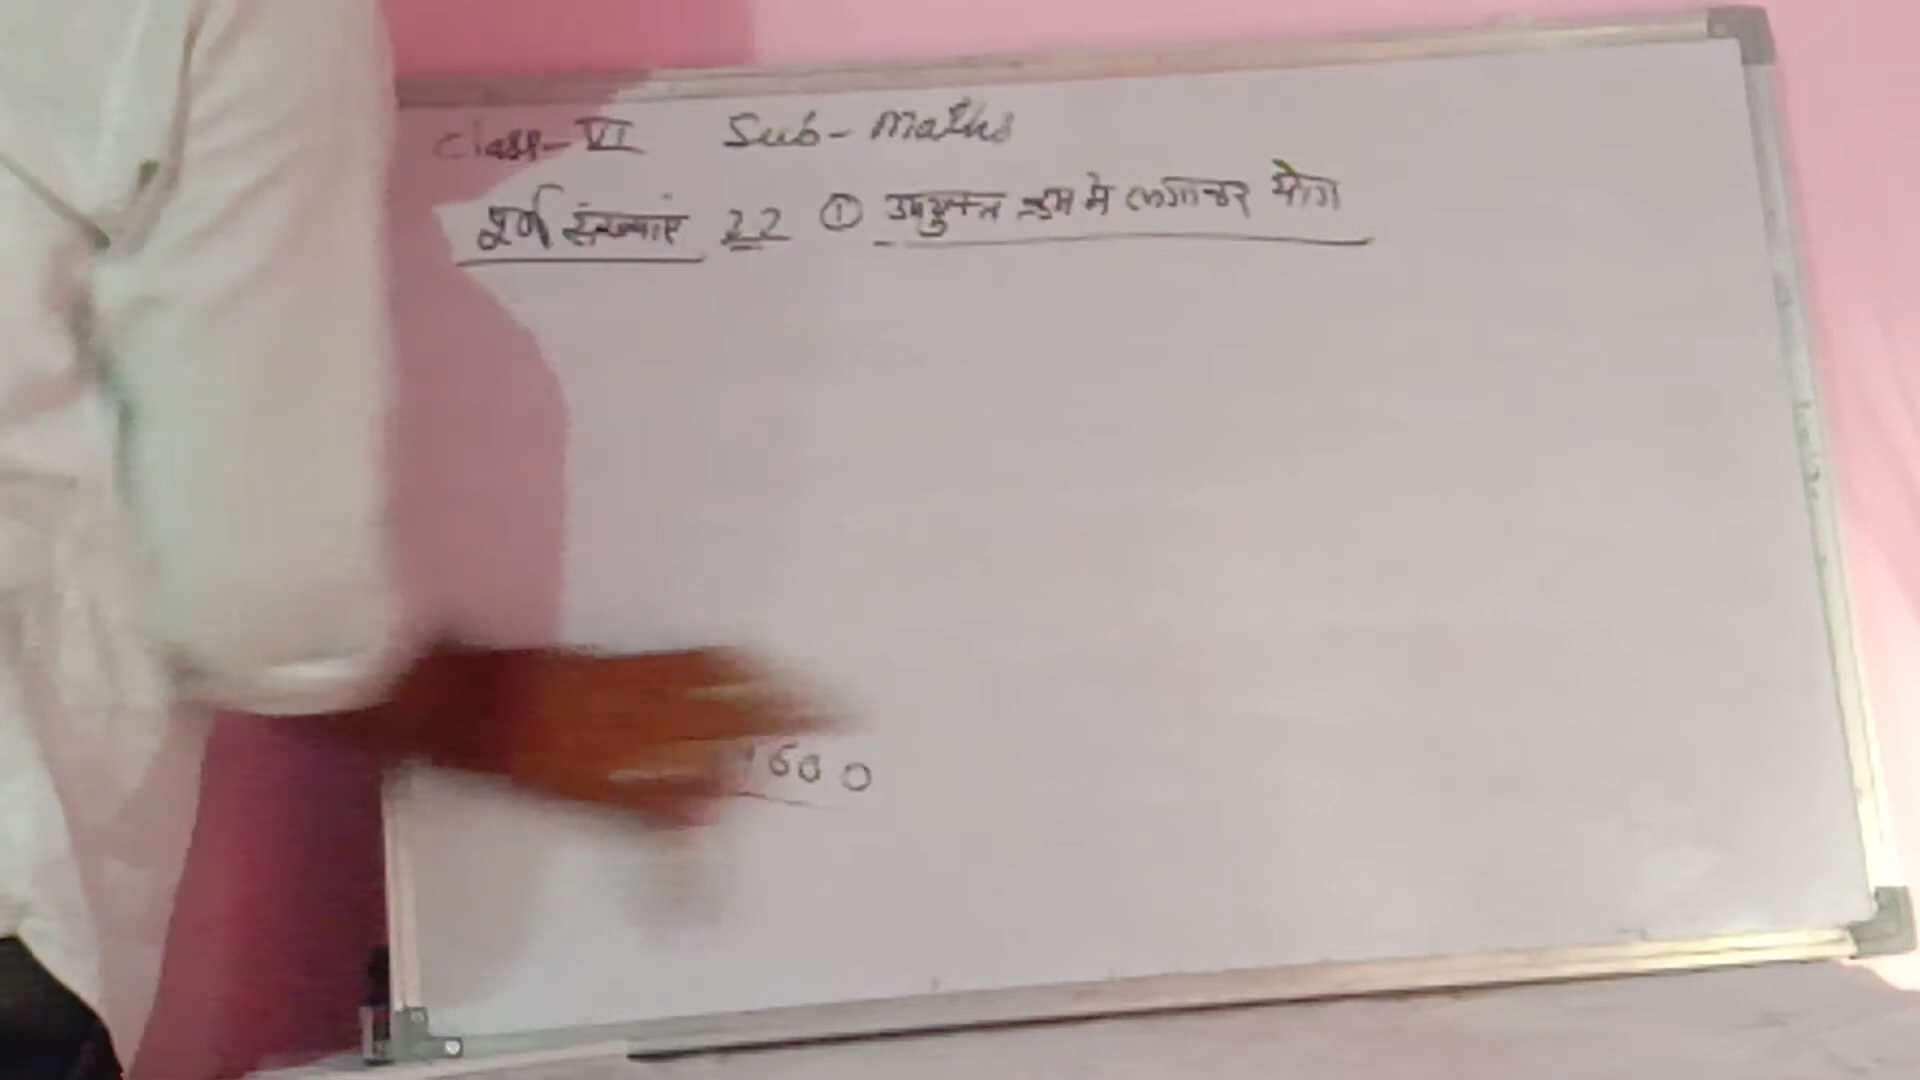 Class-VI Sub-Maths
पूर्ण संख्याएं 2.2 ① उपयुक्त क्रम में लगाकर योग
600